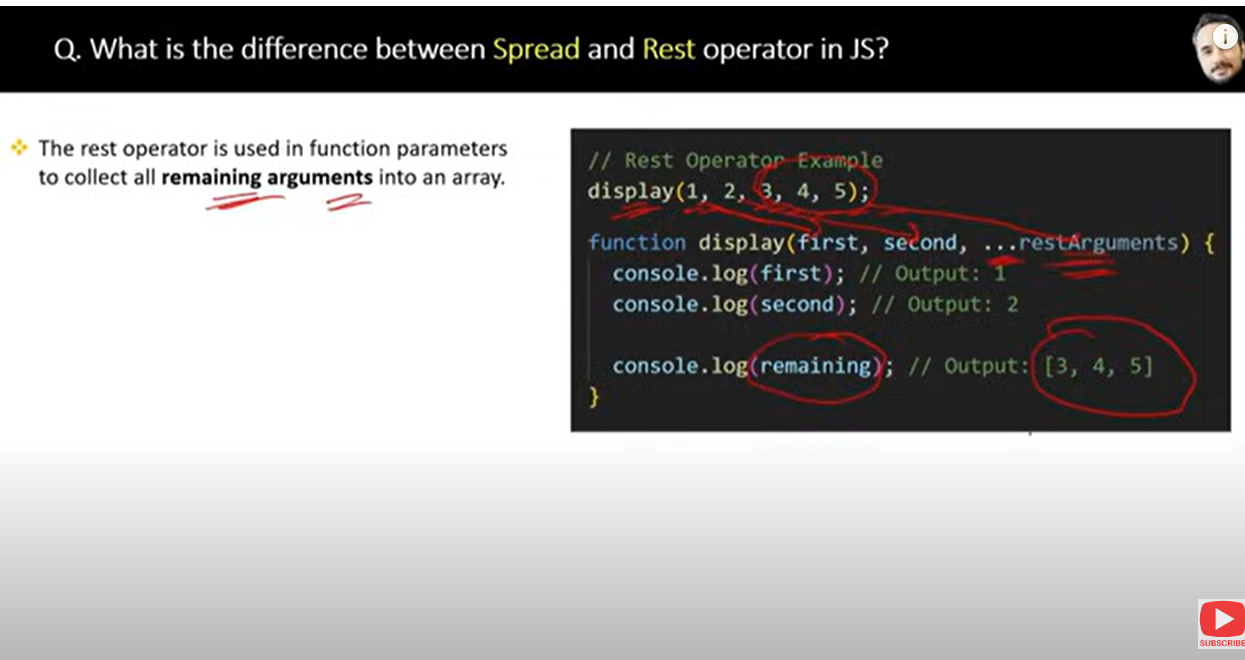 Q. What is the difference between Spread and Rest operator in JS?
i
The rest operator is used in function parameters
to collect all remaining arguments into an array.
// Rest Operator Example
display(1, 2, 3, 4, 5);
function display(first, second, ...restArguments) {
console.log(first); // Output: 1
console.log(second); // Output: 2
console.log(remaining); // Output: [3, 4, 5]
}
SUBSCRIBE